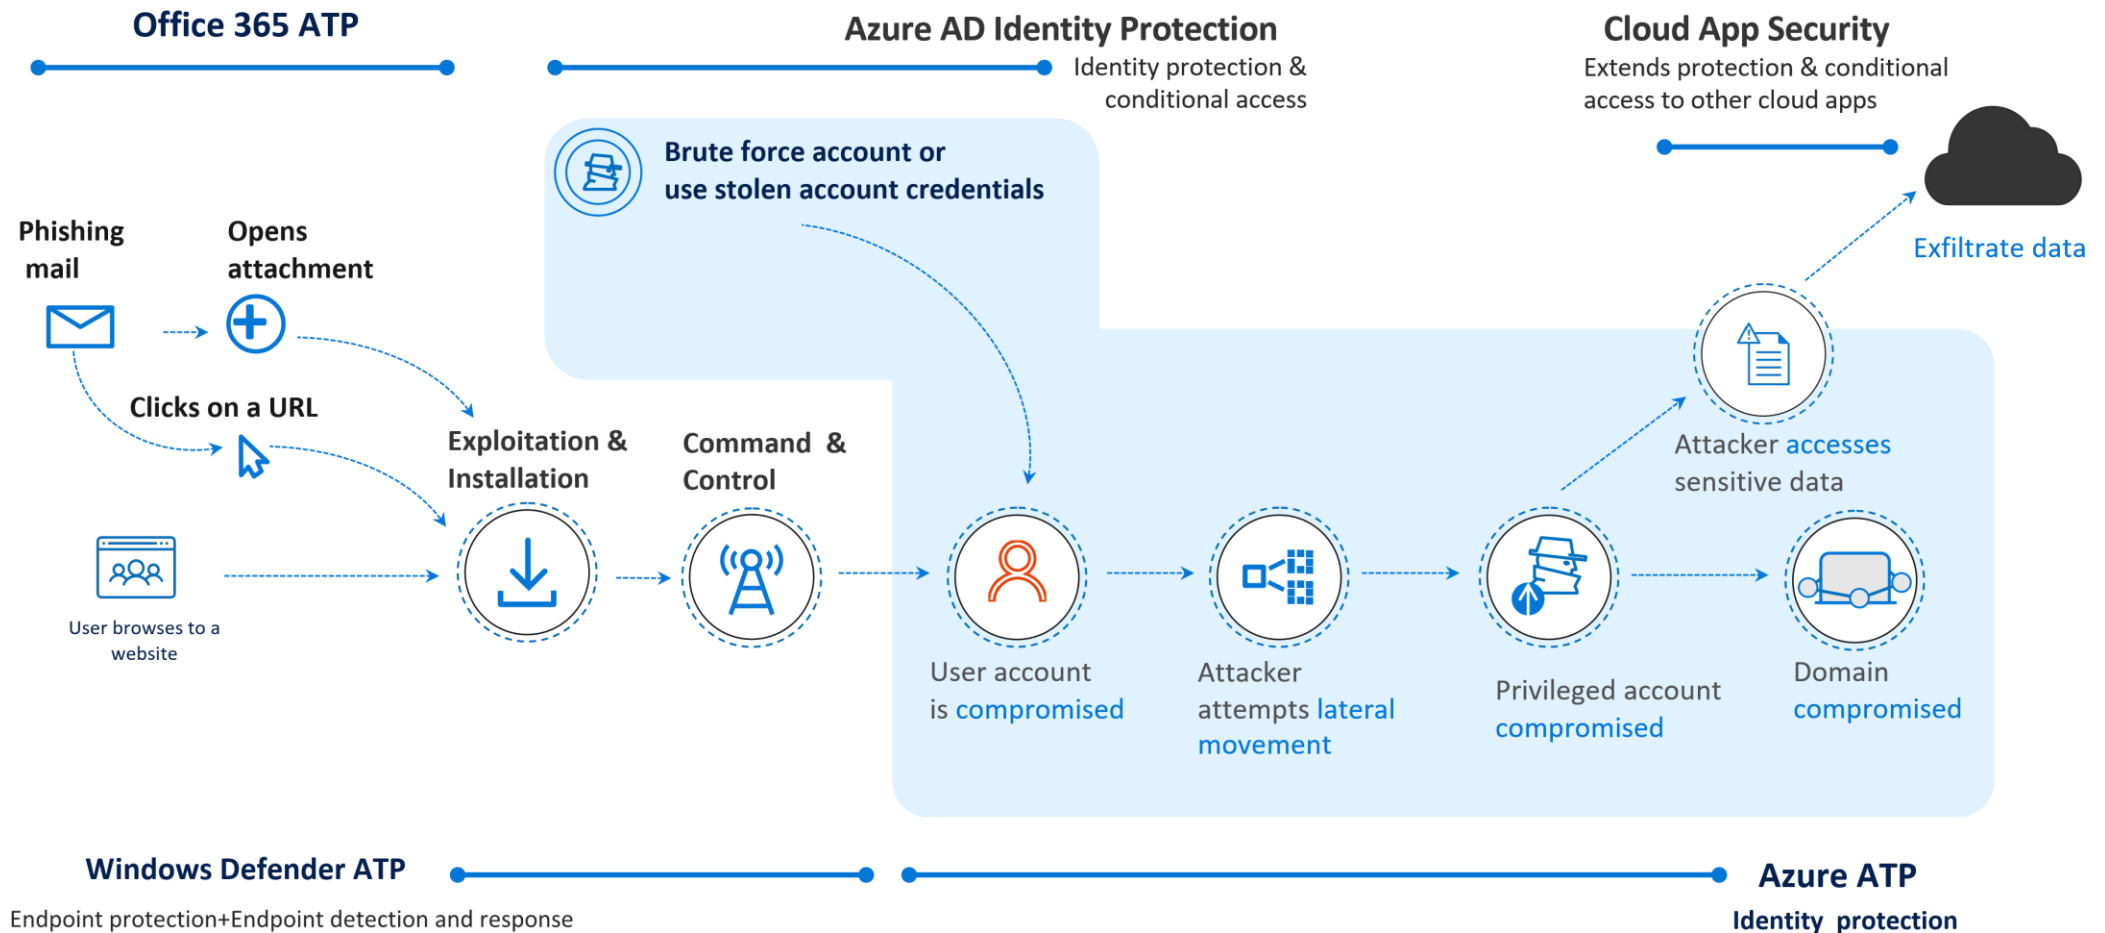 Office 365 ATP
Azure AD Identity Protection
Identity protection &
conditional access
Cloud App Security
Extends protection & conditional
access to other cloud apps
Brute force account or
use stolen account credentials
Phishing
mail
Opens
attachment
Exfiltrate data
Clicks on a URL
Exploitation &
Installation
Command &
Control
Attacker accesses
sensitive data
User browses to a
website
User account
is compromised
Attacker
attempts lateral
movement
Privileged account
compromised
Domain
compromised
Windows Defender ATP
Endpoint protection+Endpoint detection and response
Azure ATP
Identity protection